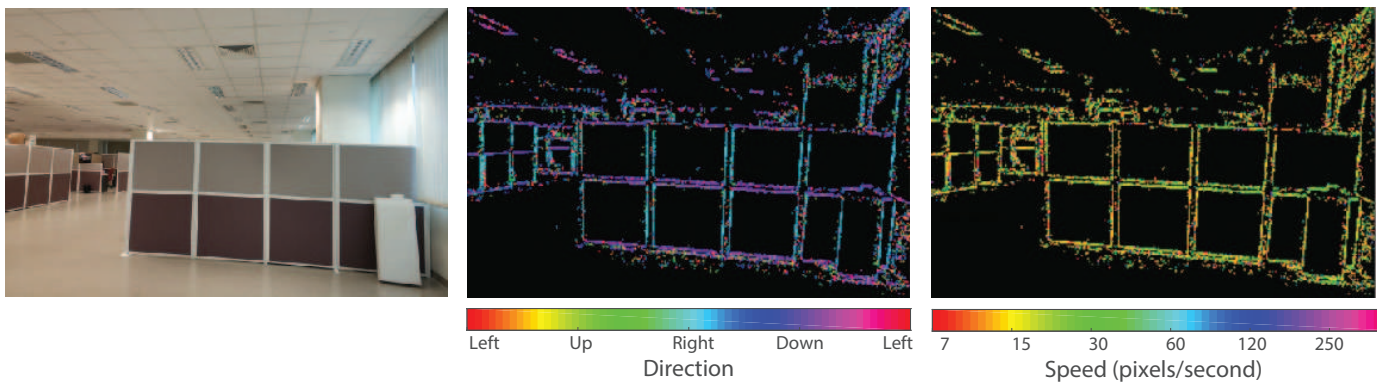 Left Up Right Down Left
Direction
7 15 30 60 120 250
Speed (pixels/second)